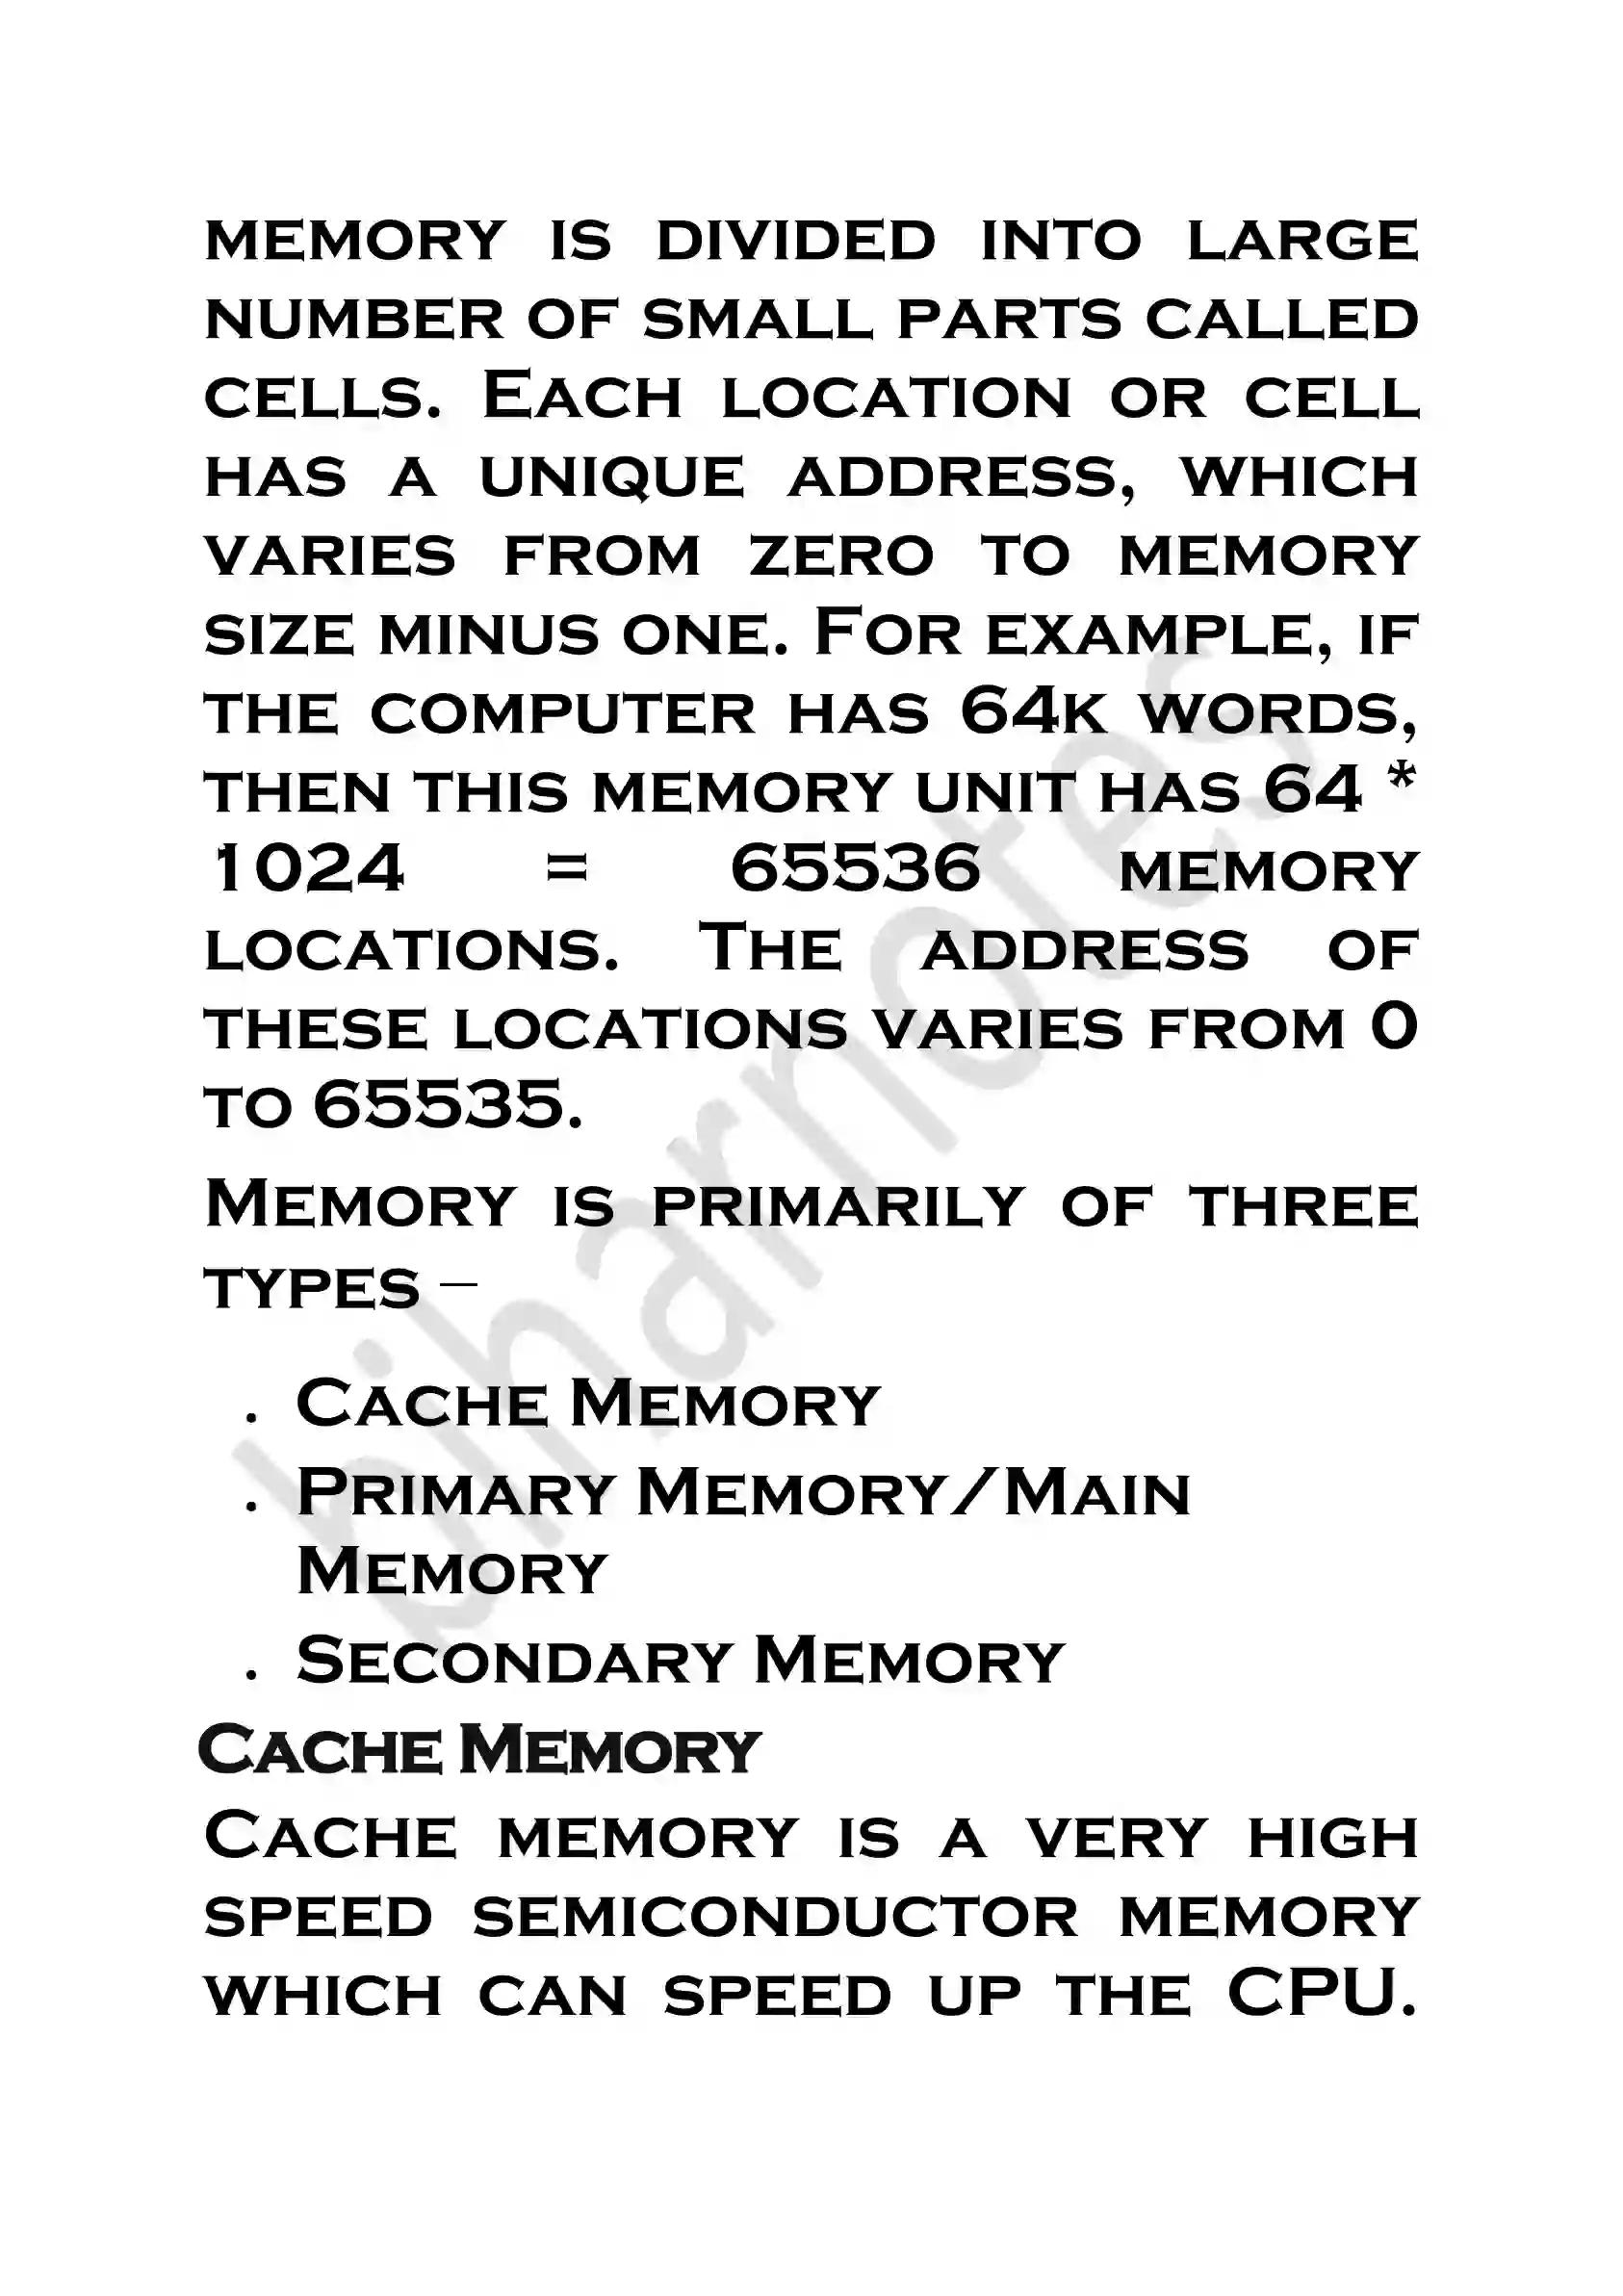 memory is divided into large
number of small parts called
cells. Each location or cell
has a unique address, which
varies from zero to memory
size minus one. For example, if
the computer has 64k words,
then this memory unit has 64 *
1024 = 65536 memory
locations. The address of
these locations varies from 0
to 65535.
Memory is primarily of three
types –
. Cache Memory
. Primary Memory/Main
Memory
. Secondary Memory
Cache Memory
Cache memory is a very high
speed semiconductor memory
which can speed up the CPU.
biharnotes